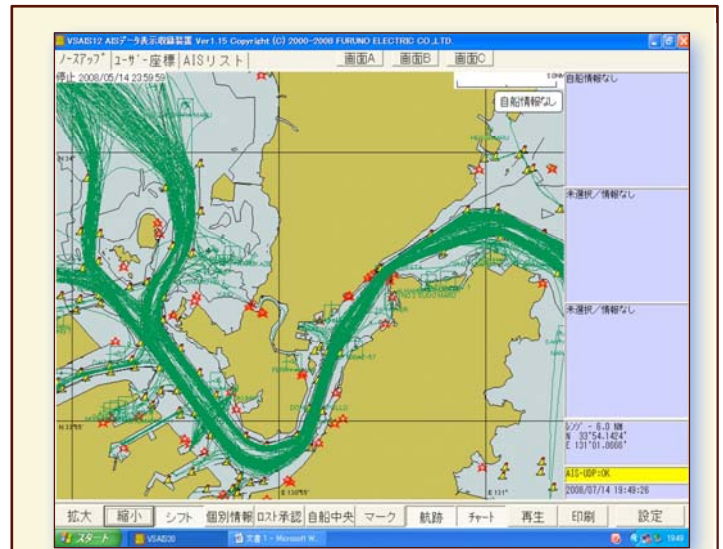 VSAIS12 AISデータ表示収録装置 Ver1.15 Copyright (C) 2000-2008 FURUNO ELECTRIC CO.,LTD.
ノースアップ ユーザー座標 AISリスト 画面A 画面B 画面C
停止 2008/05/14 23:59:59
自船情報なし
自船情報なし
N 34°
未選択/情報なし
未選択/情報なし
レンジ - 6.0 NM
N 33°54.1424'
AIS-UDP:OK
N 33°55'
E 130°55'
E 131°
2008/07/14 19:49:26
拡大 縮小 シフト 個別情報 ロスト承認 自船中央 マーク 航跡 チャート 再生 印刷 設定
スタート VSAIS30 文書 1 - Microsoft W... 19:49